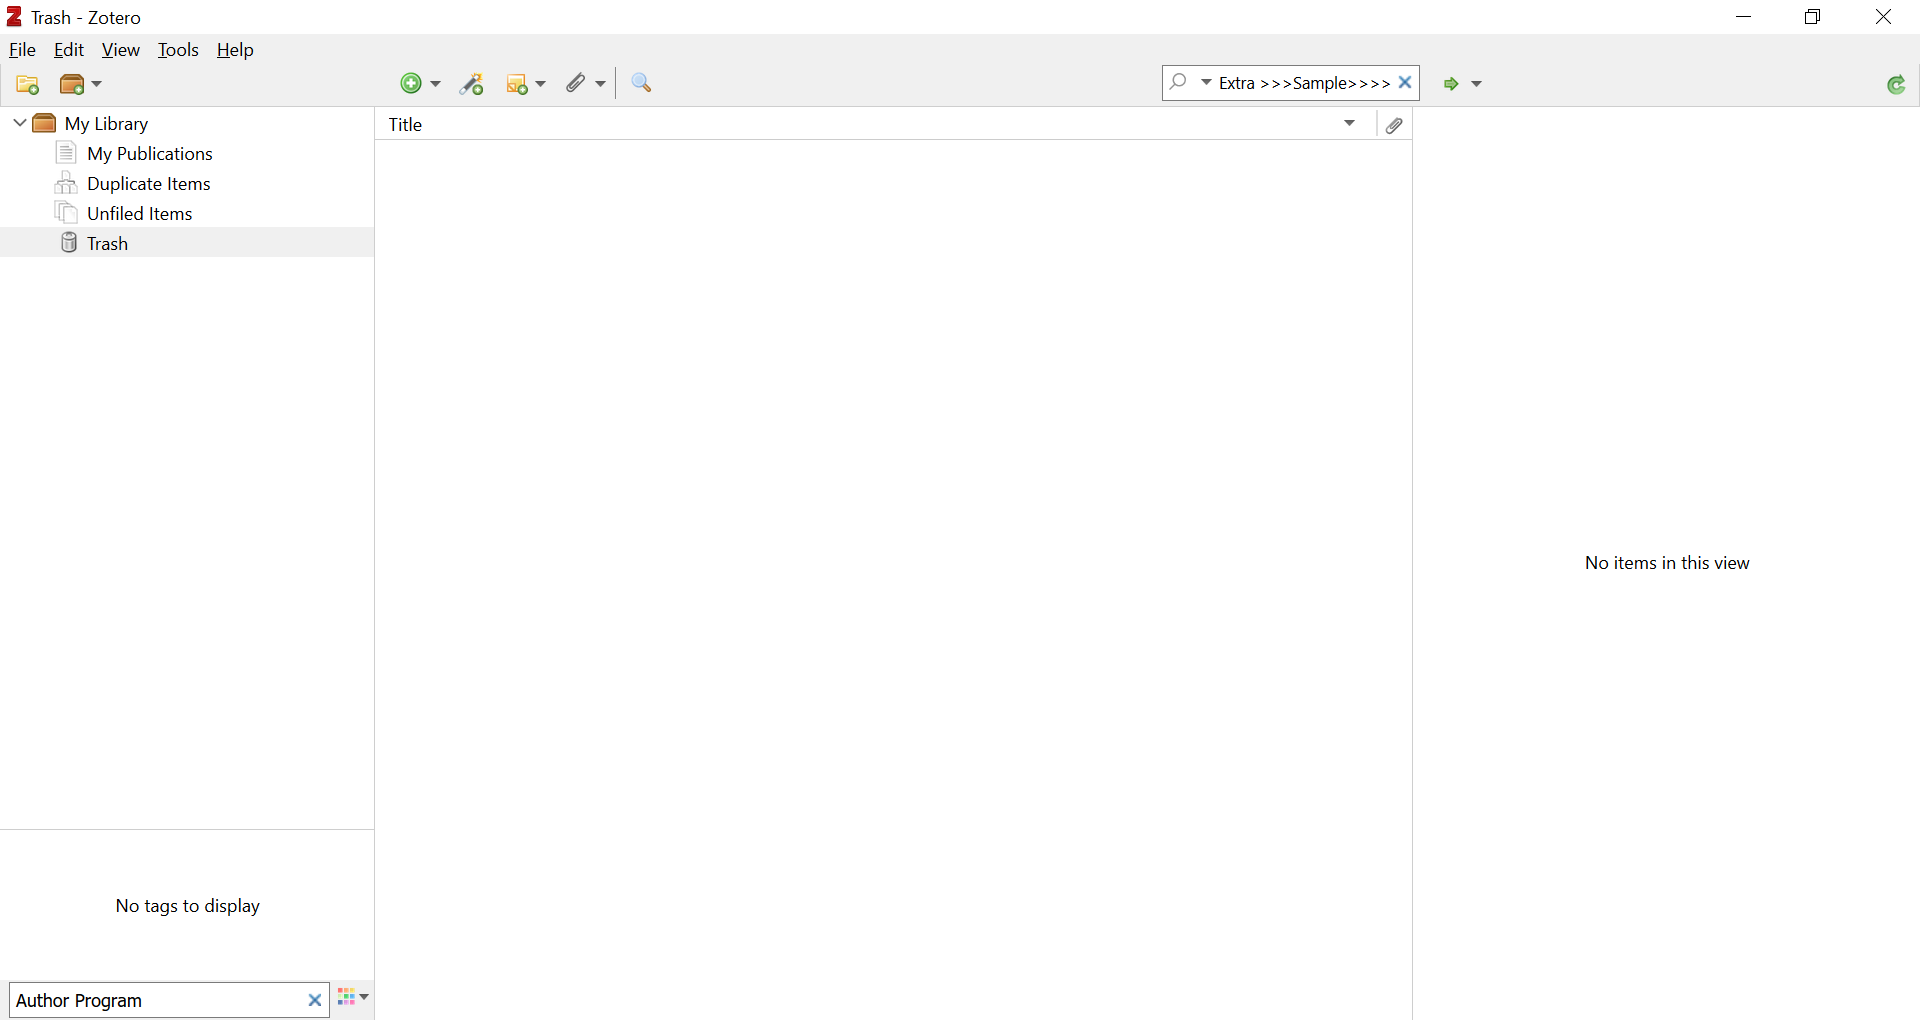 Trash - Zotero
File Edit View Tools Help
Extra >>>Sample>>>>
My Library
My Publications
Duplicate Items
Unfiled Items
Trash
Title
No items in this view
No tags to display
Author Program